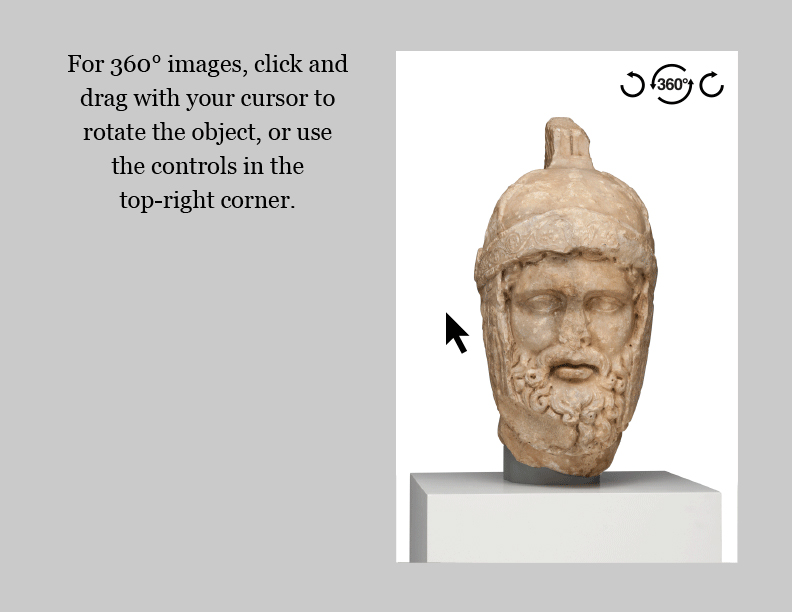 For 360° images, click and
drag with your cursor to
rotate the object, or use
the controls in the
top-right corner.
360°